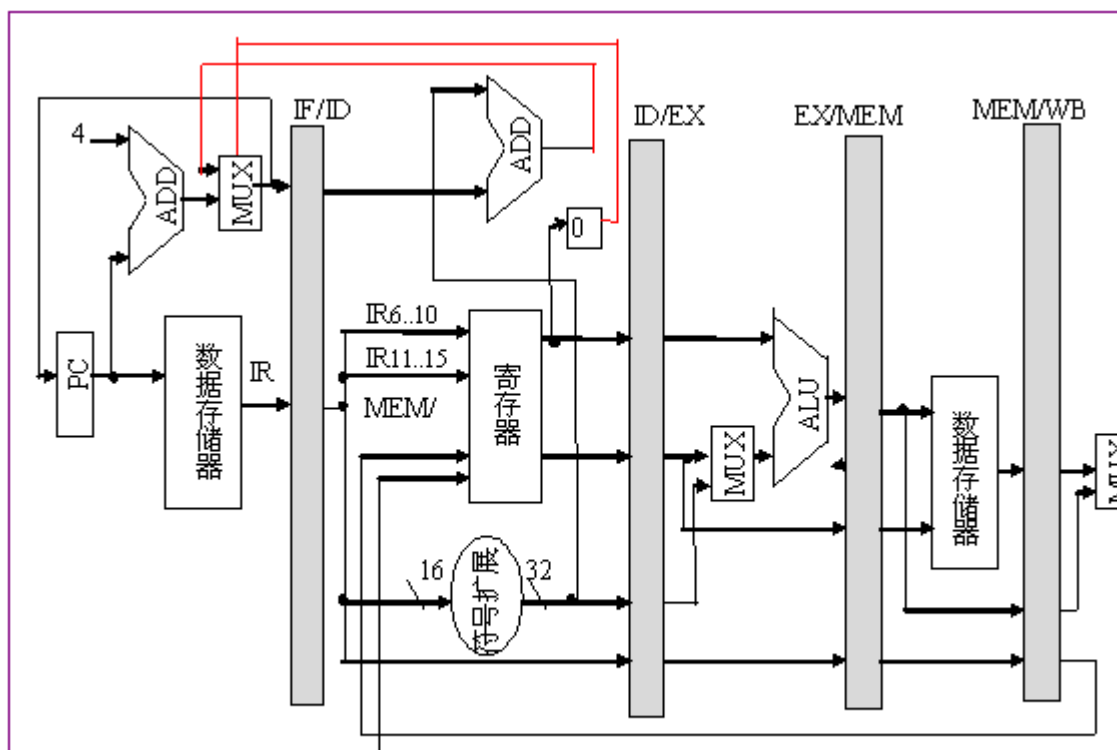 IF/ID
ID/EX
EX/MEM
MEM/WB
4
ADD
MUX
ADD
0
PC
数据存储器
IR
IR6..10
IR11..15
MEM/
寄存器
ALU
MUX
数据存储器
MUX
16
符号扩展
32